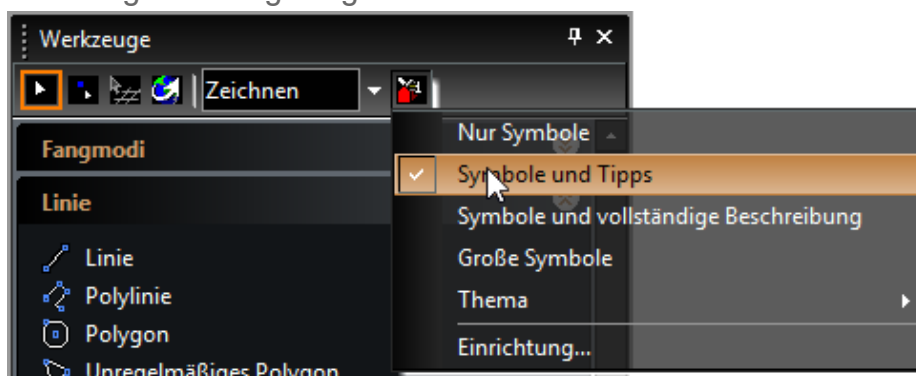 Werkzeuge
Zeichnen
Fangmodi
Linie
Linie
Polylinie
Polygon
Unregelmäßiges Polygon
Nur Symbole
Symbole und Tipps
Symbole und vollständige Beschreibung
Große Symbole
Thema
Einrichtung...